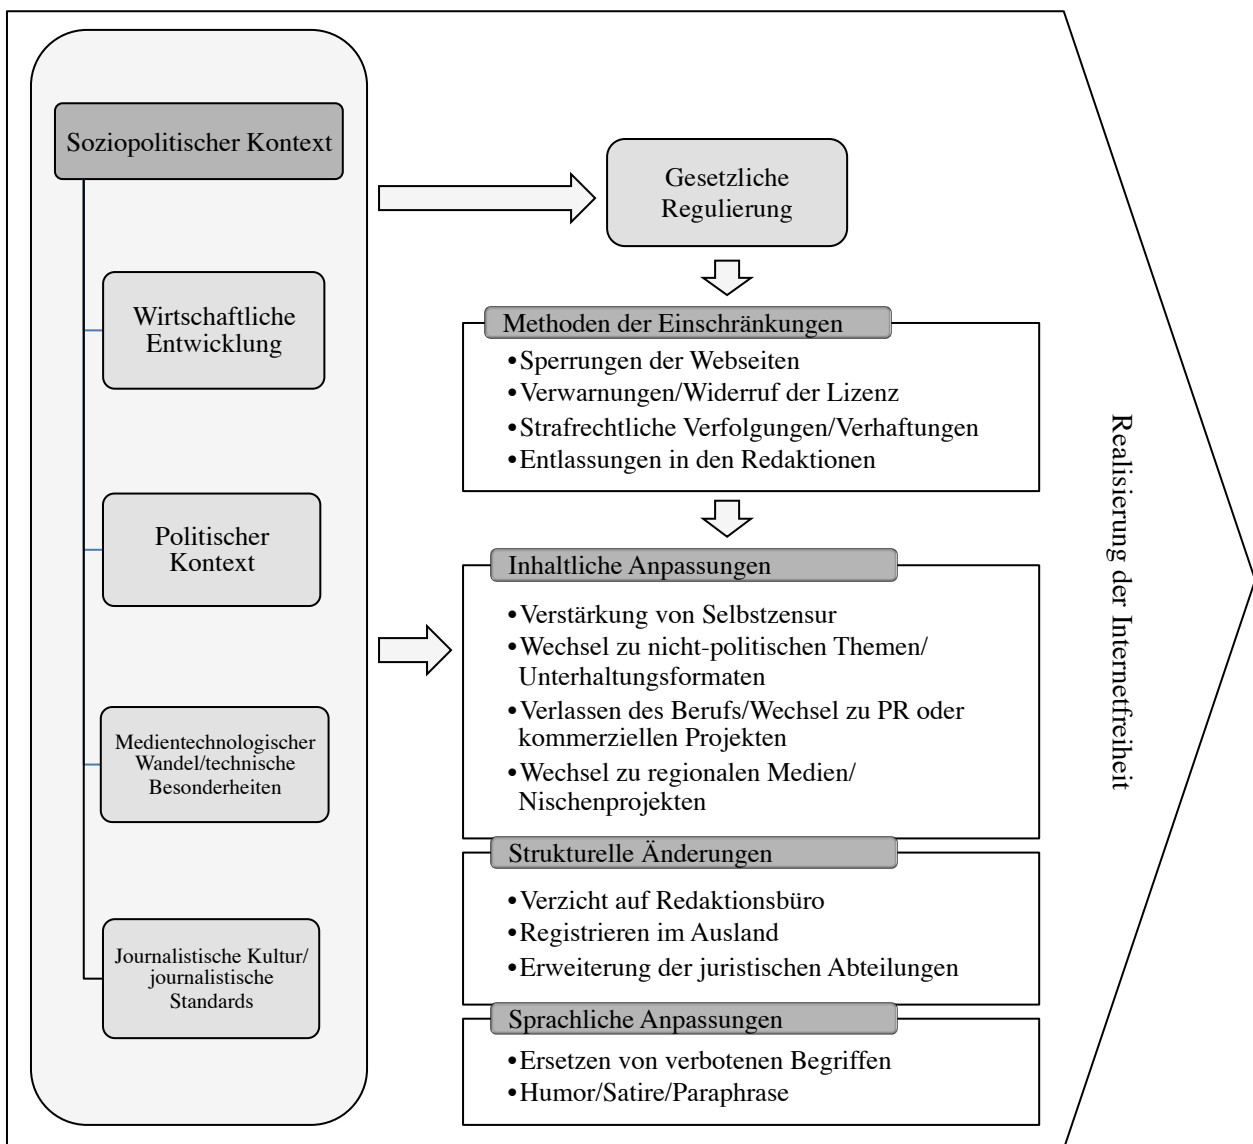 Soziopolitischer Kontext
Wirtschaftliche
Entwicklung
Politischer
Kontext
Medientechnologischer
Wandel/technische
Besonderheiten
Journalistische Kultur/
journalistische
Standards
Gesetzliche
Regulierung
Methoden der Einschränkungen
•Sperrungen der Webseiten
•Verwarnungen/Widerruf der Lizenz
•Strafrechtliche Verfolgungen/Verhaftungen
•Entlassungen in den Redaktionen
Inhaltliche Anpassungen
•Verstärkung von Selbstzensur
•Wechsel zu nicht-politischen Themen/
Unterhaltungsformaten
•Verlassen des Berufs/Wechsel zu PR oder
kommerziellen Projekten
•Wechsel zu regionalen Medien/
Nischenprojekten
Strukturelle Änderungen
•Verzicht auf Redaktionsbüro
•Registrieren im Ausland
•Erweiterung der juristischen Abteilungen
Sprachliche Anpassungen
•Ersetzen von verbotenen Begriffen
•Humor/Satire/Paraphrase
Realisierung der Internetfreiheit